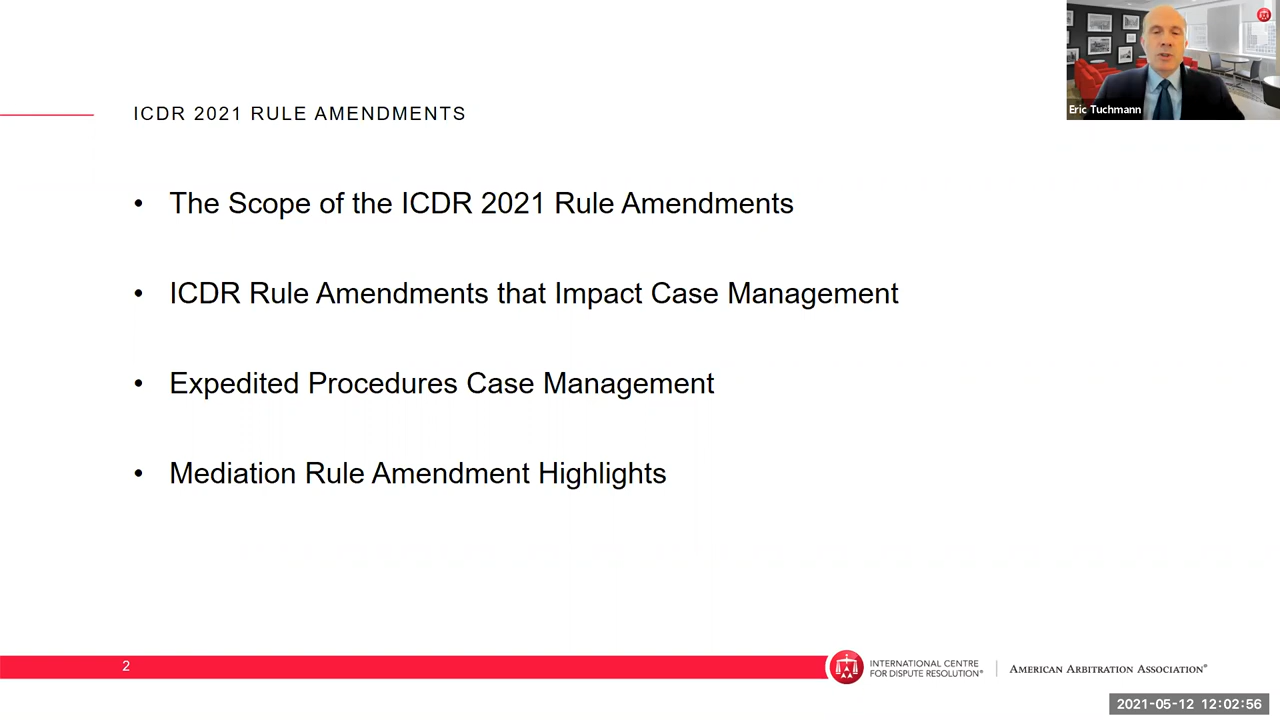 Eric Tuchmann
ICDR 2021 RULE AMENDMENTS
• The Scope of the ICDR 2021 Rule Amendments
• ICDR Rule Amendments that Impact Case Management
• Expedited Procedures Case Management
• Mediation Rule Amendment Highlights
2
INTERNATIONAL CENTRE
FOR DISPUTE RESOLUTION®
AMERICAN ARBITRATION ASSOCIATION®
2021-05-12 12:02:56